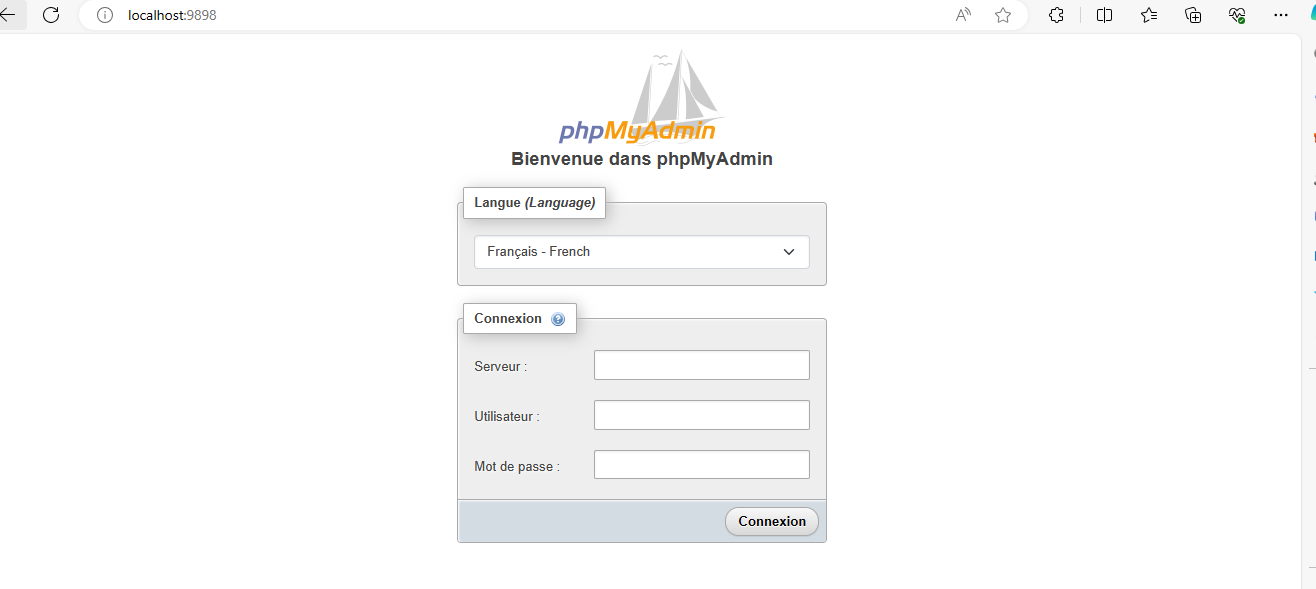 localhost:9898
phpMyAdmin
Bienvenue dans phpMyAdmin
Langue (Language)
Français - French
Connexion
Serveur :
Utilisateur :
Mot de passe :
Connexion